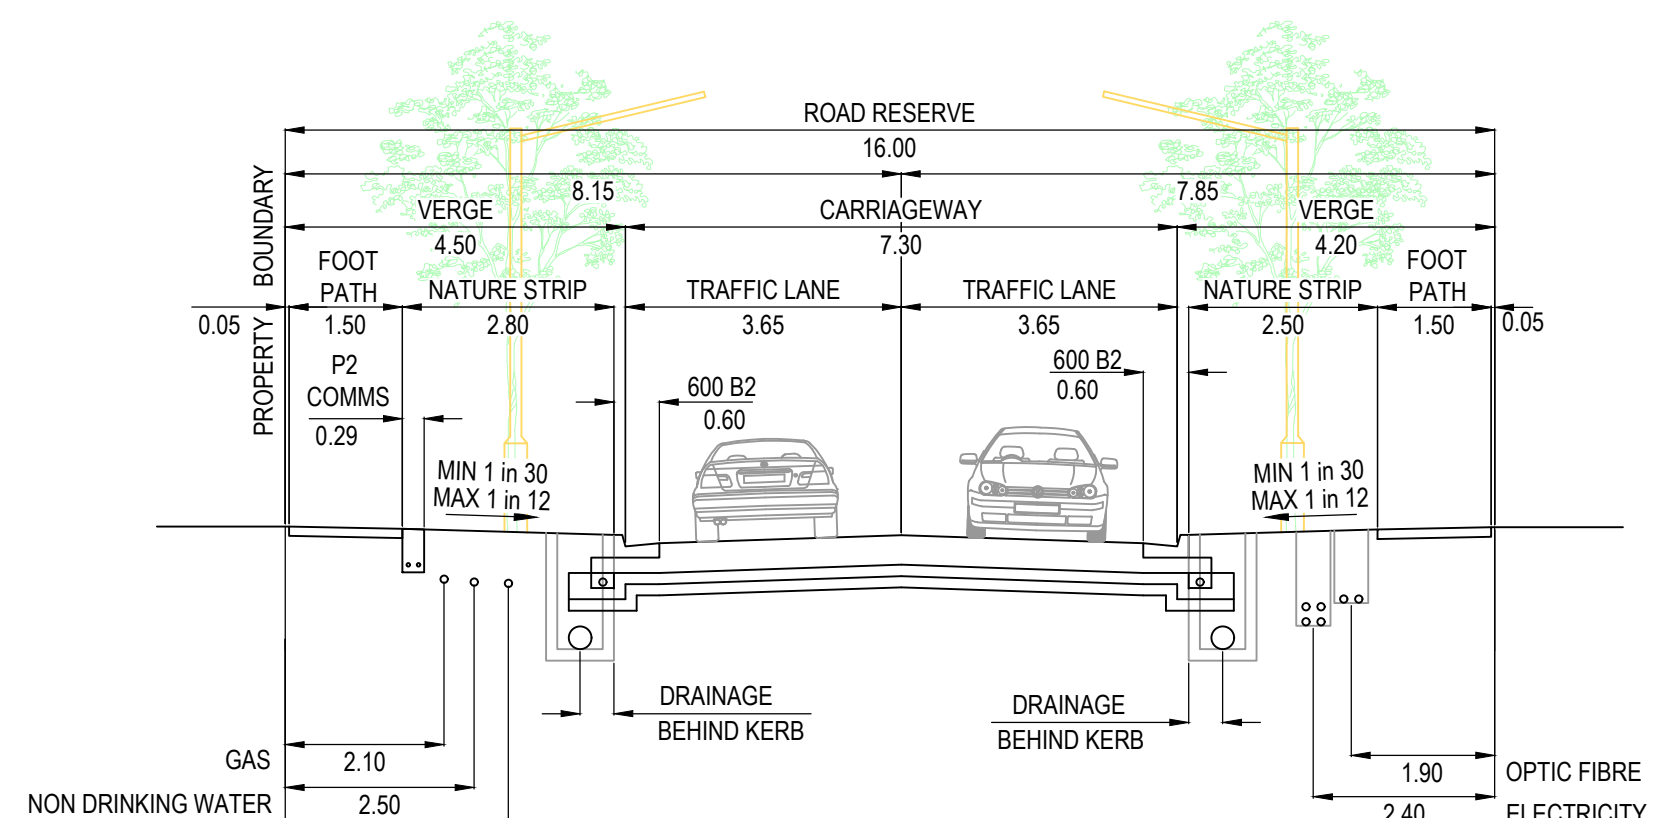 ROAD RESERVE
16.00
8.15
7.85
VERGE
CARRIAGEWAY
VERGE
4.50
7.30
4.20
PROPERTY BOUNDARY
FOOT
PATH
NATURE STRIP
TRAFFIC LANE
TRAFFIC LANE
NATURE STRIP
FOOT
PATH
0.05
1.50
2.80
3.65
3.65
2.50
1.50
0.05
P2
COMMS
0.29
600 B2
0.60
600 B2
0.60
MIN 1 in 30
MAX 1 in 12
MIN 1 in 30
MAX 1 in 12
DRAINAGE
BEHIND KERB
DRAINAGE
BEHIND KERB
GAS
2.10
1.90
OPTIC FIBRE
NON DRINKING WATER
2.50
2.40
ELECTRICITY